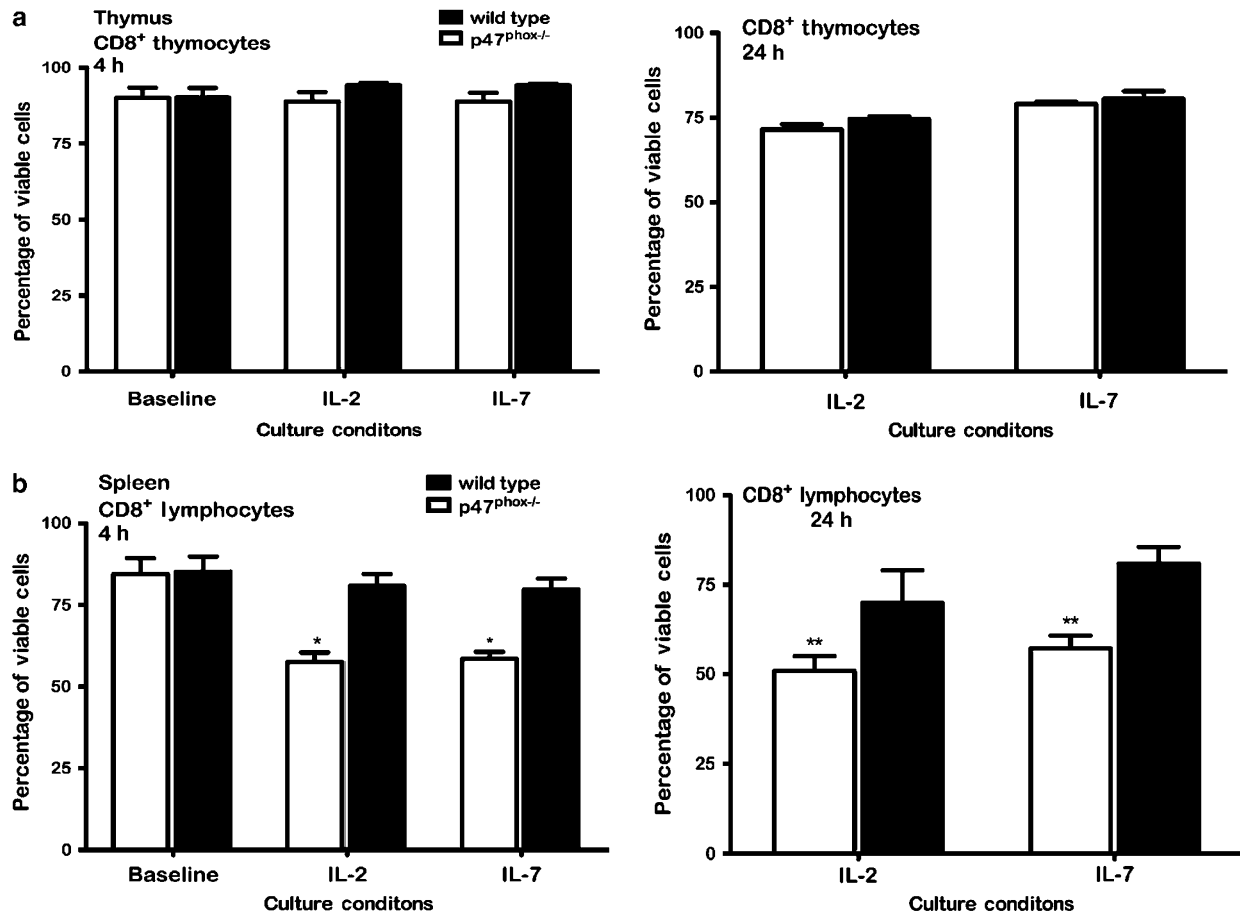 a
Thymus
CD8+ thymocytes
4 h
wild type
p47phox-/-
Percentage of viable cells
100
75
50
25
0
Baseline IL-2 IL-7
Culture conditons
CD8+ thymocytes
24 h
Percentage of viable cells
100
75
50
25
0
IL-2 IL-7
Culture conditons
b
Spleen
CD8+ lymphocytes
4 h
wild type
p47phox-/-
Percentage of viable cells
100
75
50
25
0
*
*
Baseline IL-2 IL-7
Culture conditons
CD8+ lymphocytes
24 h
Percentage of viable cells
100
75
50
25
0
**
**
IL-2 IL-7
Culture conditons